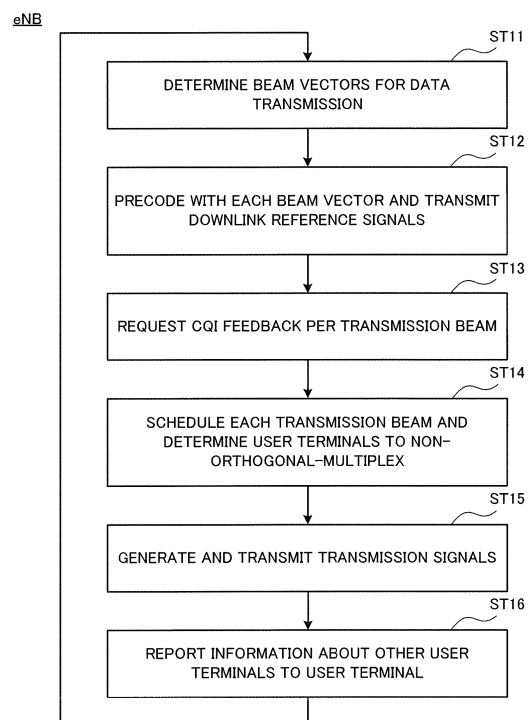 eNB
ST11
DETERMINE BEAM VECTORS FOR DATA
TRANSMISSION
ST12
PRECODE WITH EACH BEAM VECTOR AND TRANSMIT
DOWNLINK REFERENCE SIGNALS
ST13
REQUEST CQI FEEDBACK PER TRANSMISSION BEAM
ST14
SCHEDULE EACH TRANSMISSION BEAM AND
DETERMINE USER TERMINALS TO NON-
ORTHOGONAL-MULTIPLEX
ST15
GENERATE AND TRANSMIT TRANSMISSION SIGNALS
ST16
REPORT INFORMATION ABOUT OTHER USER
TERMINALS TO USER TERMINAL